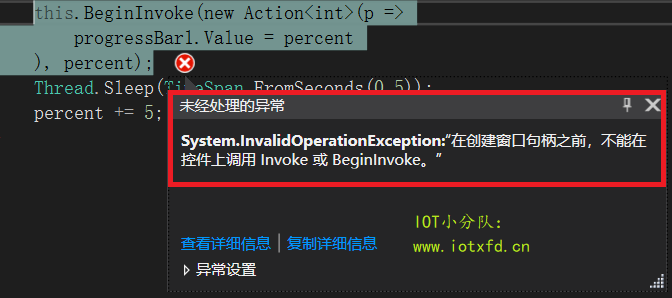 this.BeginInvoke(new Action<int>(p =>
progressBar1.Value = percent
), percent);
Thread.Sleep(TimeSpan.FromSeconds(0.5));
percent += 5;
未经处理的异常
System.InvalidOperationException:“在创建窗口句柄之前，不能在
控件上调用 Invoke 或 BeginInvoke。”
IOT小分队:
查看详细信息 | 复制详细信息
www.iotxfd.cn
异常设置